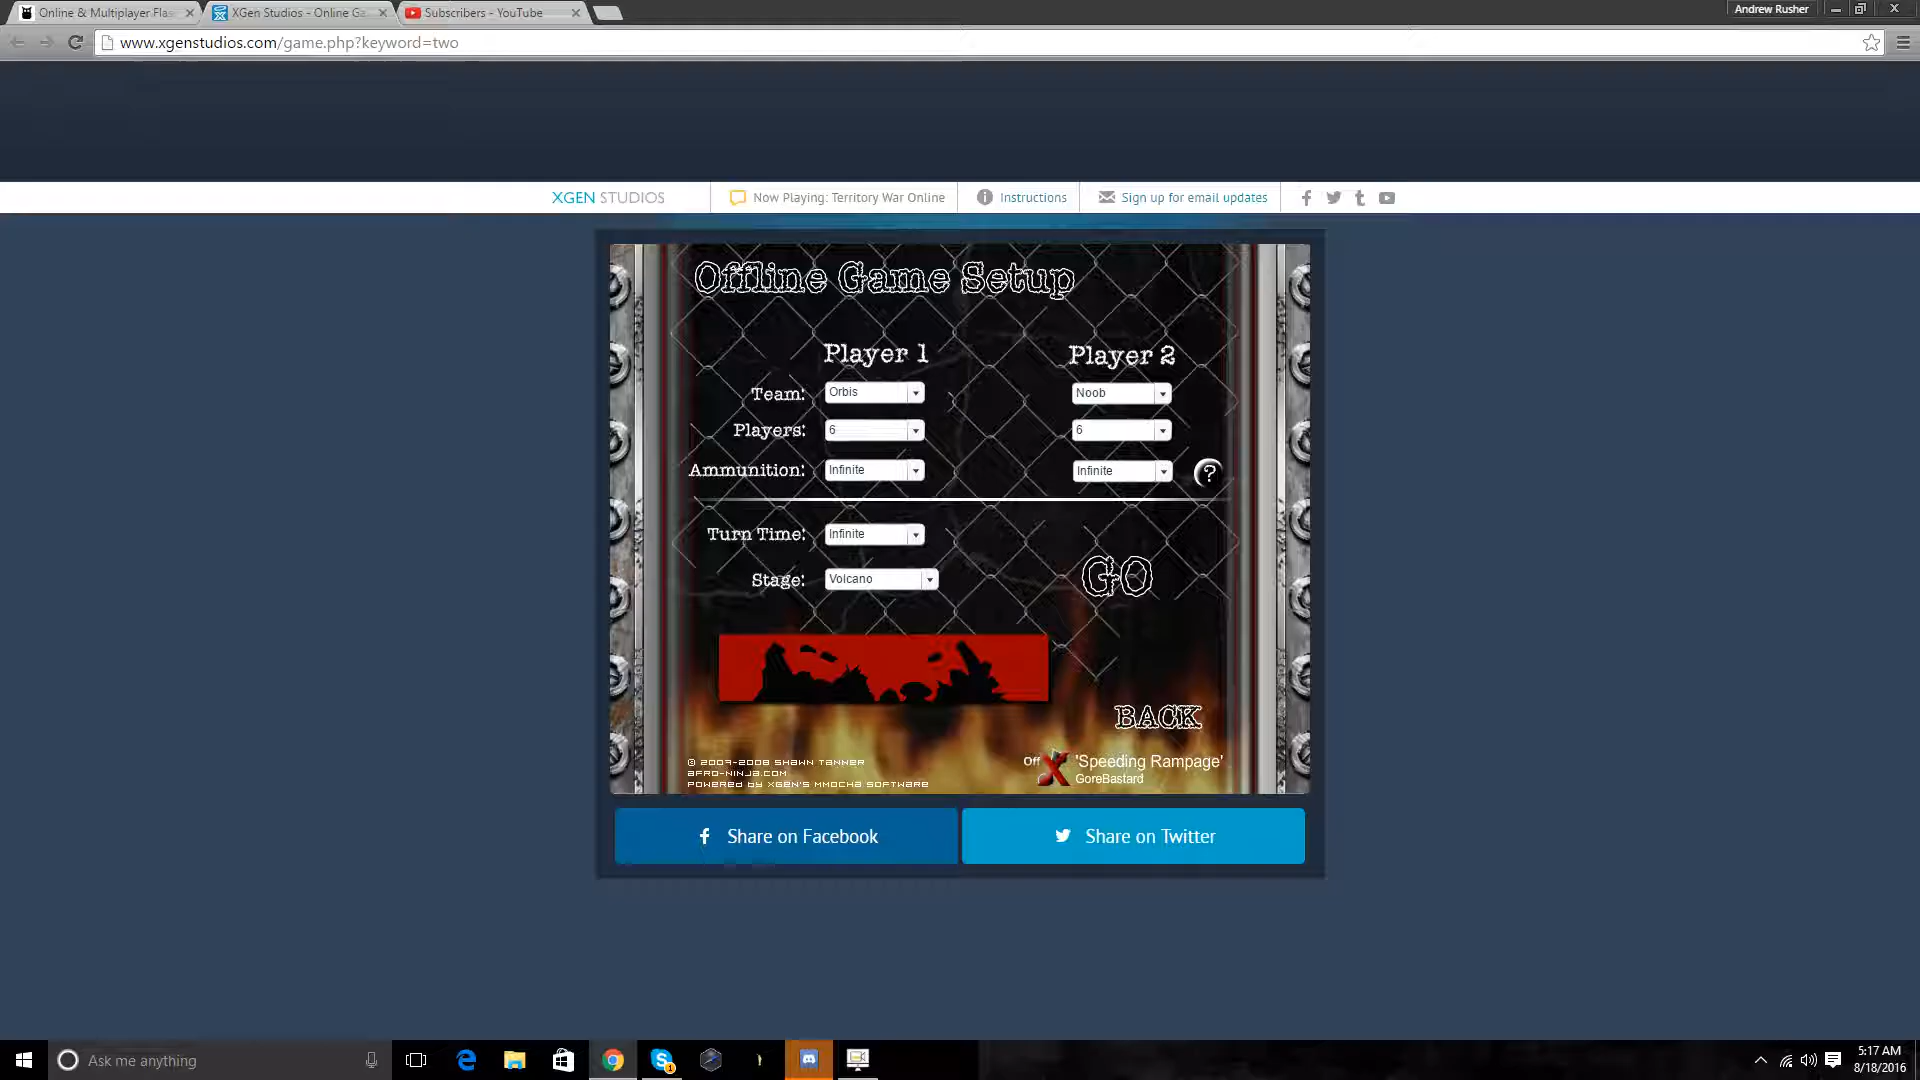 Online & Multiplayer Flas
XGen Studios - Online Ga
Subscribers - YouTube
Andrew Rusher
www.xgenstudios.com/game.php?keyword=two
XGEN STUDIOS
Now Playing: Territory War Online
Instructions
Sign up for email updates
Offline Game Setup
Player 1
Player 2
Team:
Orbis
Noob
Players:
6
6
Ammunition:
Infinite
Infinite
?
Turn Time:
Infinite
Stage:
Volcano
GO
BACK
Off
'Speeding Rampage'
GoreBastard
© 2007-2008 SHAWN TANNER
AFRO-NINJA.COM
POWERED BY XGEN'S MMOCHA SOFTWARE
Share on Facebook
Share on Twitter
Ask me anything
1
5:17 AM
8/18/2016